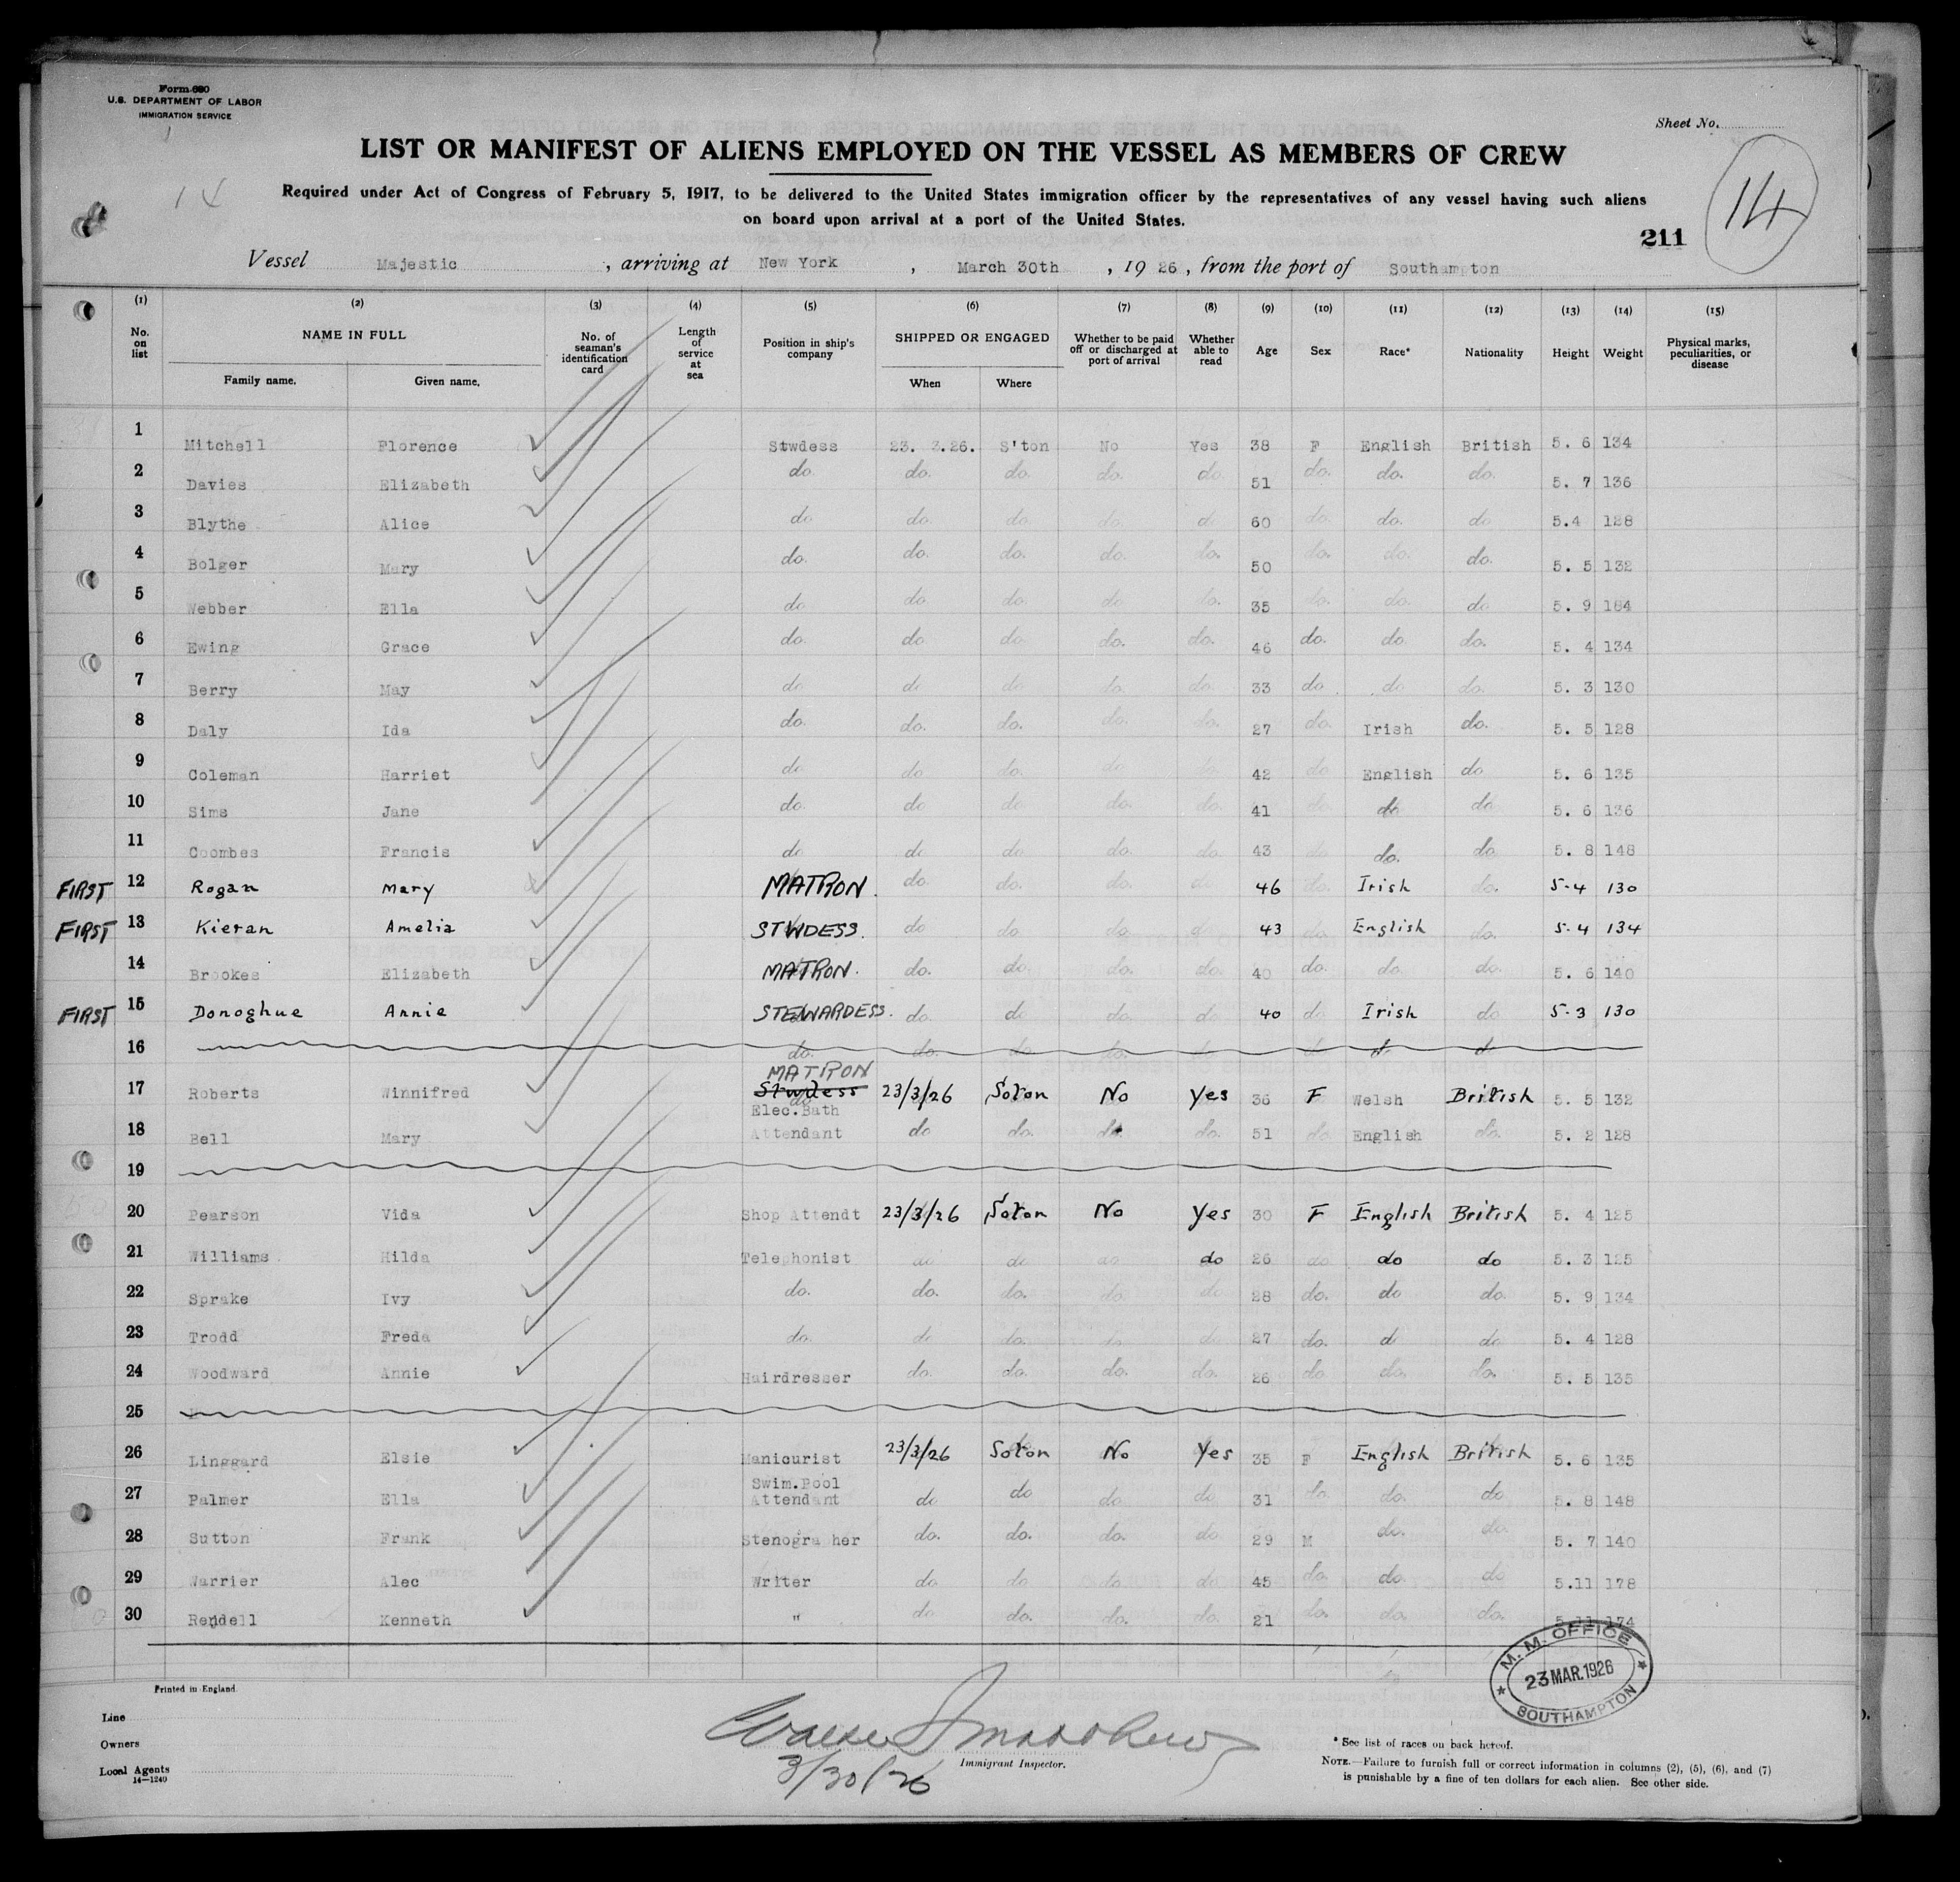 Form 680
U.S. DEPARTMENT OF LABOR
IMMIGRATION SERVICE
Sheet No.
LIST OR MANIFEST OF ALIENS EMPLOYED ON THE VESSEL AS MEMBERS OF CREW
14
14
Required under Act of Congress of February 5, 1917, to be delivered to the United States immigration officer by the representatives of any vessel having such aliens
on board upon arrival at a port of the United States.
211
Vessel Majestic, arriving at New York, March 30th, 1926, from the port of Southampton
(1) (2) (3) (4) (5) (6) (7) (8) (9) (10) (11) (12) (13) (14) (15)
No. on list NAME IN FULL No. of seaman's identification card Length of service at sea Position in ship's company SHIPPED OR ENGAGED Whether to be paid off or discharged at port of arrival Whether able to read Age Sex Race* Nationality Height Weight Physical marks, peculiarities, or disease
Family name. Given name. When Where
1 Mitchell Florence Stwdess 23. 3.26. S'ton No Yes 38 F English British 5. 6 134
2 Davies Elizabeth do do. do. do. do 51 do. do. do. 5. 7 136
3 Blythe Alice do do. do do d 60 do. do. do 5.4 128
4 Bolger Mary do. do. do. do. do. 50 do. do. do. 5. 5 132
5 Webber Ella do do do. do do. 35 do. do. do 5. 9 164
6 Ewing Grace do. do do do. do. 46 do. do. do. 5. 4 134
7 Berry May do do do do. do. 33 do do do. 5. 3 130
8 Daly Ida do. do. do. do. do. 27 do. Irish do. 5. 5 128
9 Coleman Harriet do do do. do. do 42 do English do 5. 6 135
10 Sims Jane do. do do do. do. 41 do do do 5. 6 136
11 Coombes Francis do do do do. do 43 do do. do. 5. 8 148
FIRST 12 Rogan Mary MATRON. do. do. do. do 46 do. Irish do. 5-4 130
FIRST 13 Kieran Amelia STWDESS. do do do. do 43 do. English do. 5-4 134
14 Brookes Elizabeth MATRON. do. do. do. do. 40 do. do. do. 5. 6 140
FIRST 15 Donoghue Annie STEWARDESS. do. do do. do 40 do Irish do 5-3 130
16 do. do. do. do. do do do do
MATRON
17 Roberts Winnifred Stwdess 23/3/26 Soton No Yes 36 F Welsh British 5. 5 132
18 Bell Mary Elec.Bath Attendant do do. do. do. 51 do. English do. 5. 2 128
19
20 Pearson Vida Shop Attendt 23/3/26 Soton No Yes 30 F English British 5. 4 125
21 Williams Hilda Telephonist do do do do 26 do do do 5. 3 125
22 Sprake Ivy do. do. do. do. do 28 do. do do. 5. 9 134
23 Trodd Freda do. do do. do. do 27 do. d do 5. 4 128
24 Woodward Annie Hairdresser do. do. do. do. 26 do. do. do. 5. 5 135
25
26 Linggard Elsie Manicurist 23/3/26 Soton No Yes 35 F English British 5. 6 135
27 Palmer Ella Swim.Pool Attendant do do do do 31 do. do. do 5. 8 148
28 Sutton Frank Stenogra her do. do. do. do 29 M do. do. 5. 7 140
29 Warrier Alec Writer do do do do 45 do. do. do 5.11 178
30 Rendell Kenneth " do do. do. do. 21 do. do. do. 5.11 174
M. M. OFFICE
23 MAR.1926
SOUTHAMPTON
Printed in England.
Line
Owners
Local Agents
14—1240
3/30/26
Immigrant Inspector.
* See list of races on back hereof.
NOTE.—Failure to furnish full or correct information in columns (2), (5), (6), and (7)
is punishable by a fine of ten dollars for each alien. See other side.